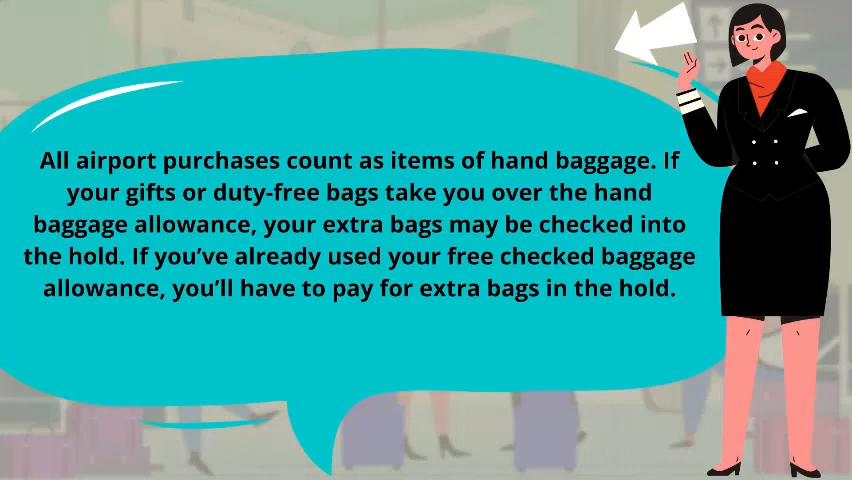 All airport purchases count as items of hand baggage. If
your gifts or duty-free bags take you over the hand
baggage allowance, your extra bags may be checked into
the hold. If you’ve already used your free checked baggage
allowance, you’ll have to pay for extra bags in the hold.